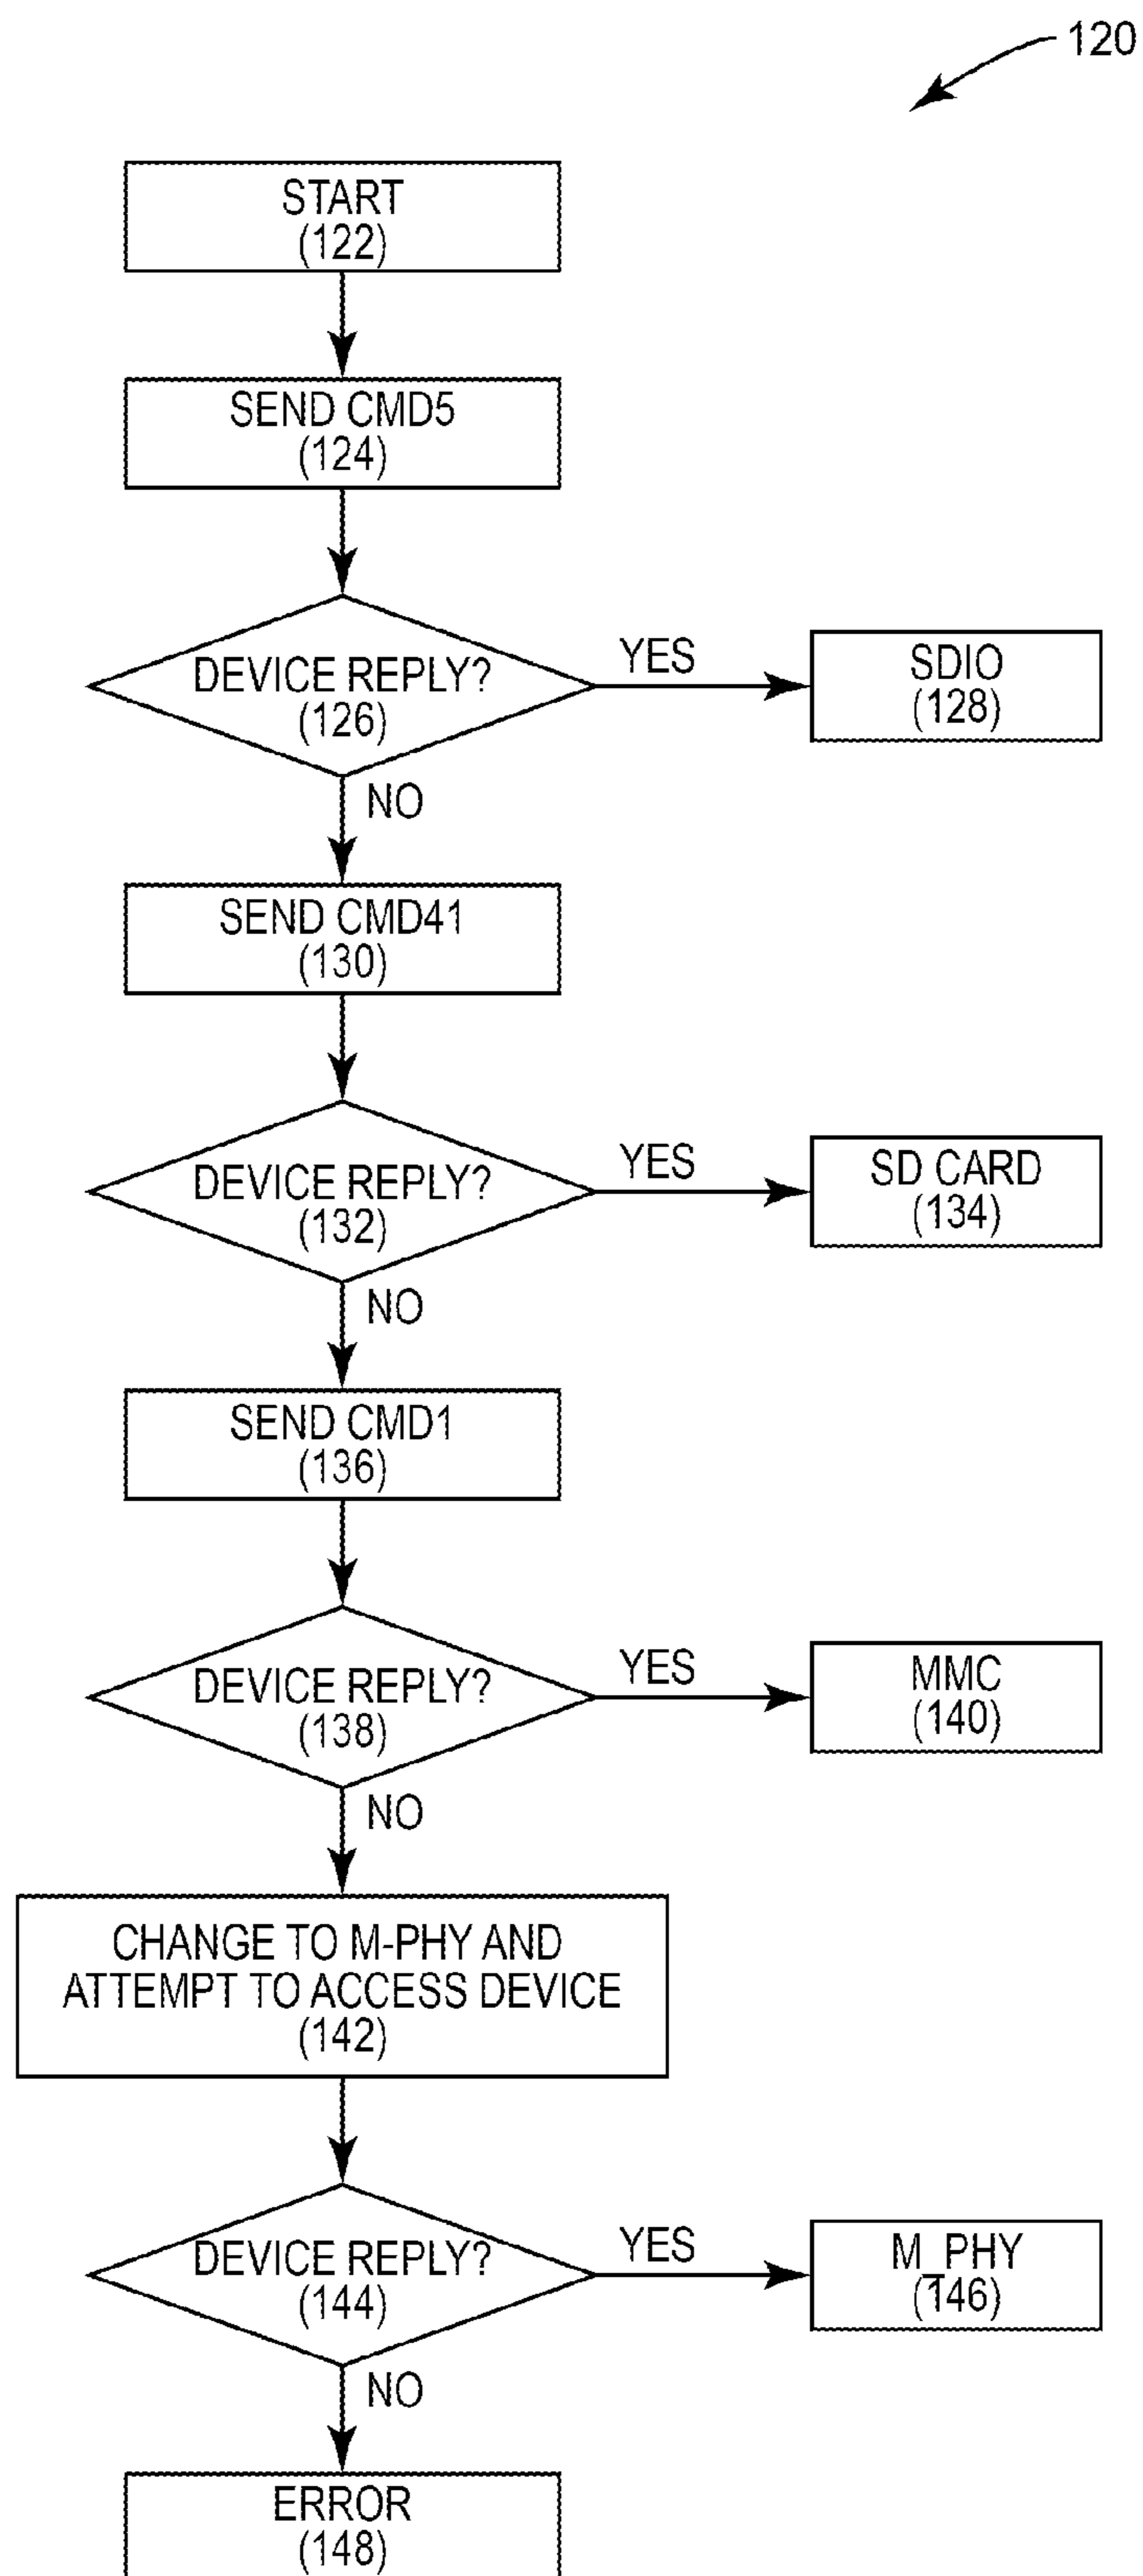 120
START
(122)
SEND CMD5
(124)
DEVICE REPLY?
(126)
YES
SDIO
(128)
NO
SEND CMD41
(130)
DEVICE REPLY?
(132)
YES
SD CARD
(134)
NO
SEND CMD1
(136)
DEVICE REPLY?
(138)
YES
MMC
(140)
NO
CHANGE TO M-PHY AND
ATTEMPT TO ACCESS DEVICE
(142)
DEVICE REPLY?
(144)
YES
M_PHY
(146)
NO
ERROR
(148)